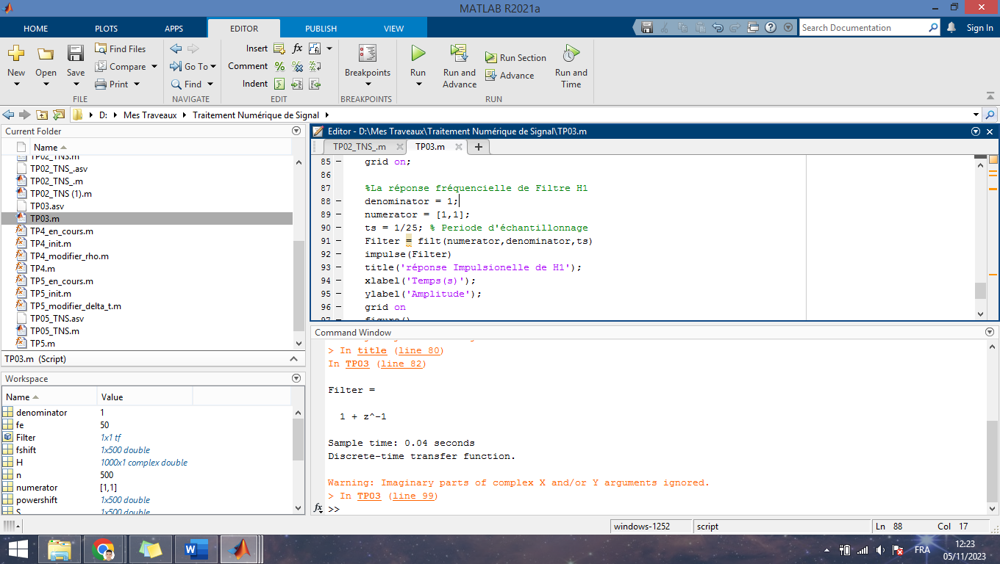 MATLAB R2021a
HOME PLOTS APPS EDITOR PUBLISH VIEW
Search Documentation
Sign In
New
Open
Save
Find Files
Compare
Print
FILE
Go To
Find
NAVIGATE
Insert
fx
Comment
Indent
EDIT
Breakpoints
BREAKPOINTS
Run
Run and Advance
Run Section
Advance
Run and Time
RUN
D: Mes Traveaux Traitement Numérique de Signal
Current Folder
Name
TP02_TNS.m
TP02_TNS_.asv
TP02_TNS_.m
TP02_TNS (1).m
TP03.asv
TP03.m
TP4_en_cours.m
TP4_init.m
TP4_modifier_rho.m
TP4.m
TP5_en_cours.m
TP5_init.m
TP5_modifier_delta_t.m
TP05_TNS.asv
TP05_TNS.m
TP5.m
TP03.m (Script)
Workspace
Name Value
denominator 1
fe 50
Filter 1x1 tf
fshift 1x500 double
H 1000x1 complex double
n 500
numerator [1,1]
powershift 1x500 double
S 1x500 double
Editor - D:\Mes Traveaux\Traitement Numérique de Signal\TP03.m
TP02_TNS_.m TP03.m
85 grid on;
86
87 %La réponse fréquencielle de Filtre H1
88 denominator = 1;
89 numerator = [1,1];
90 ts = 1/25; % Periode d'échantillonnage
91 Filter = filt(numerator,denominator,ts)
92 impulse(Filter)
93 title('réponse Impulsionelle de H1');
94 xlabel('Temps(s)');
95 ylabel('Amplitude');
96 grid on
97 figure()
Command Window
> In title (line 80)
In TP03 (line 82)
Filter =
1 + z^-1
Sample time: 0.04 seconds
Discrete-time transfer function.
Warning: Imaginary parts of complex X and/or Y arguments ignored.
> In TP03 (line 99)
fx >>
windows-1252 script Ln 88 Col 17
FRA
12:23
05/11/2023